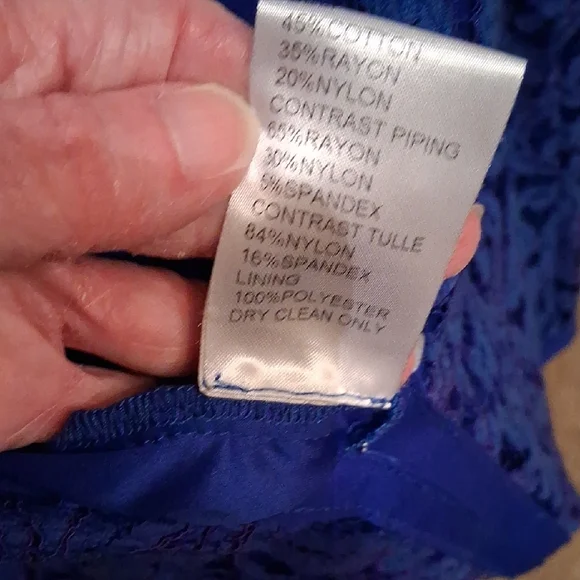 45%COTTON
35%RAYON
20%NYLON
CONTRAST PIPING
65%RAYON
30%NYLON
5%SPANDEX
CONTRAST TULLE
84%NYLON
16%SPANDEX
LINING
100%POLYESTER
DRY CLEAN ONLY